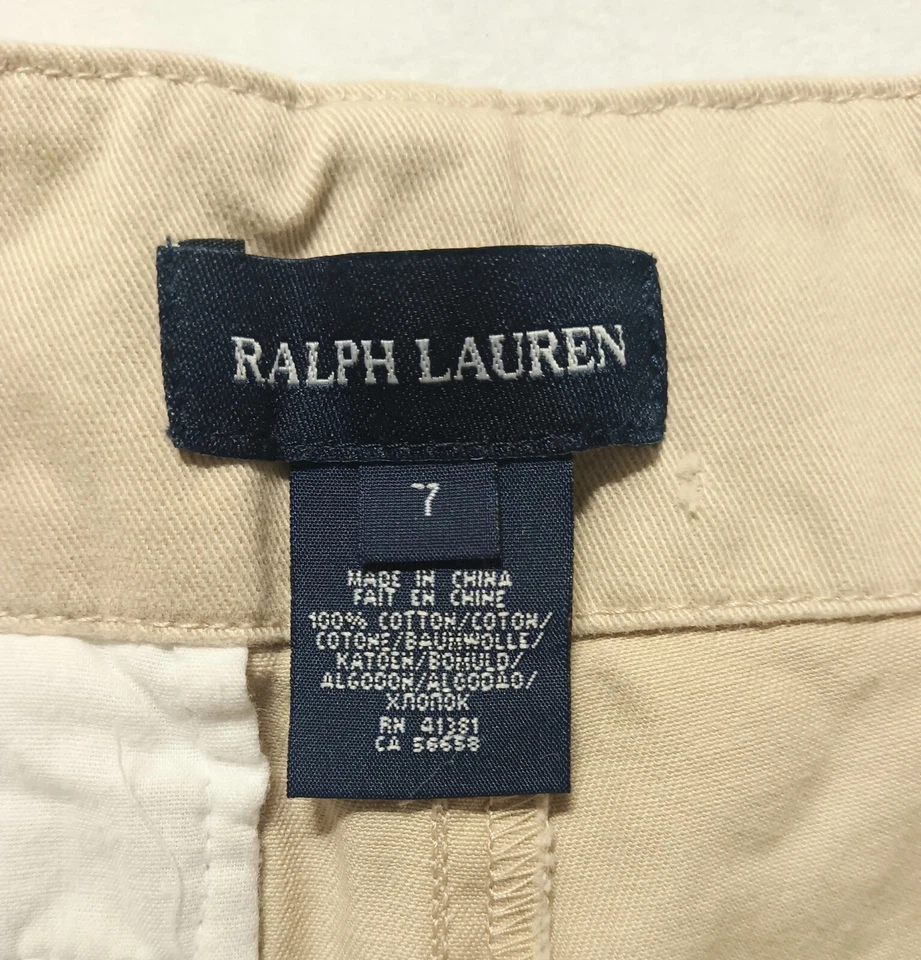 RALPH LAUREN
7
MADE IN CHINA
FAIT EN CHINE
100% COTTON/COTON/
COTONE/BAUMWOLLE/
KATOEN/BOMULD/
ALGODON/ALGODAO/
ХЛОПОК
RN 41381
CA 56658